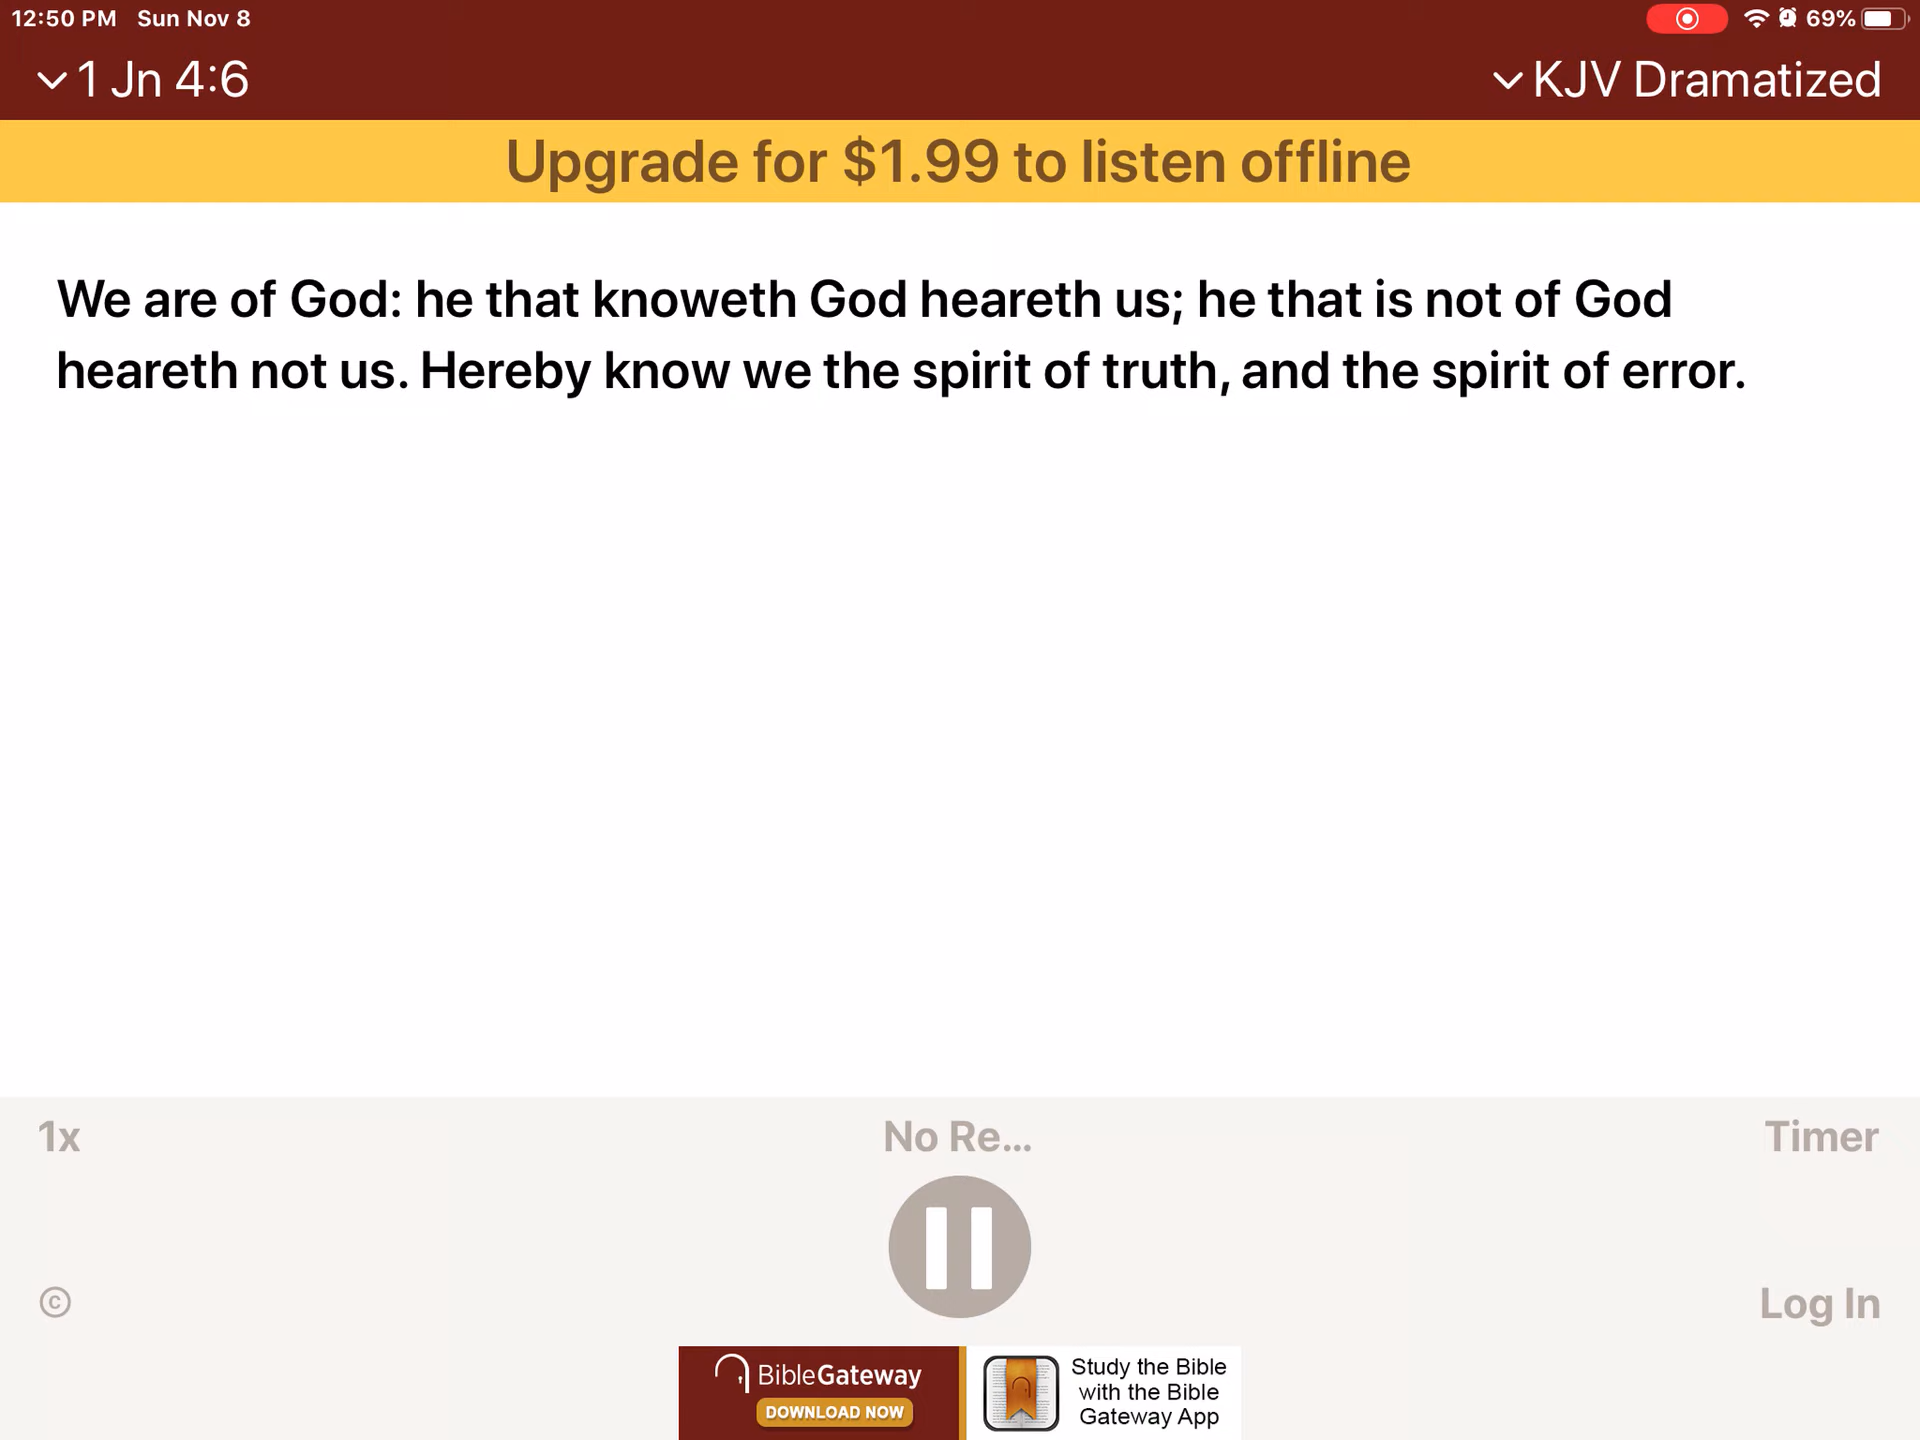 12:50 PM Sun Nov 8
69%
1 Jn 4:6
KJV Dramatized
Upgrade for $1.99 to listen offline
We are of God: he that knoweth God heareth us; he that is not of God
heareth not us. Hereby know we the spirit of truth, and the spirit of error.
1x
No Re...
Timer
©
Log In
BibleGateway
DOWNLOAD NOW
Study the Bible
with the Bible
Gateway App